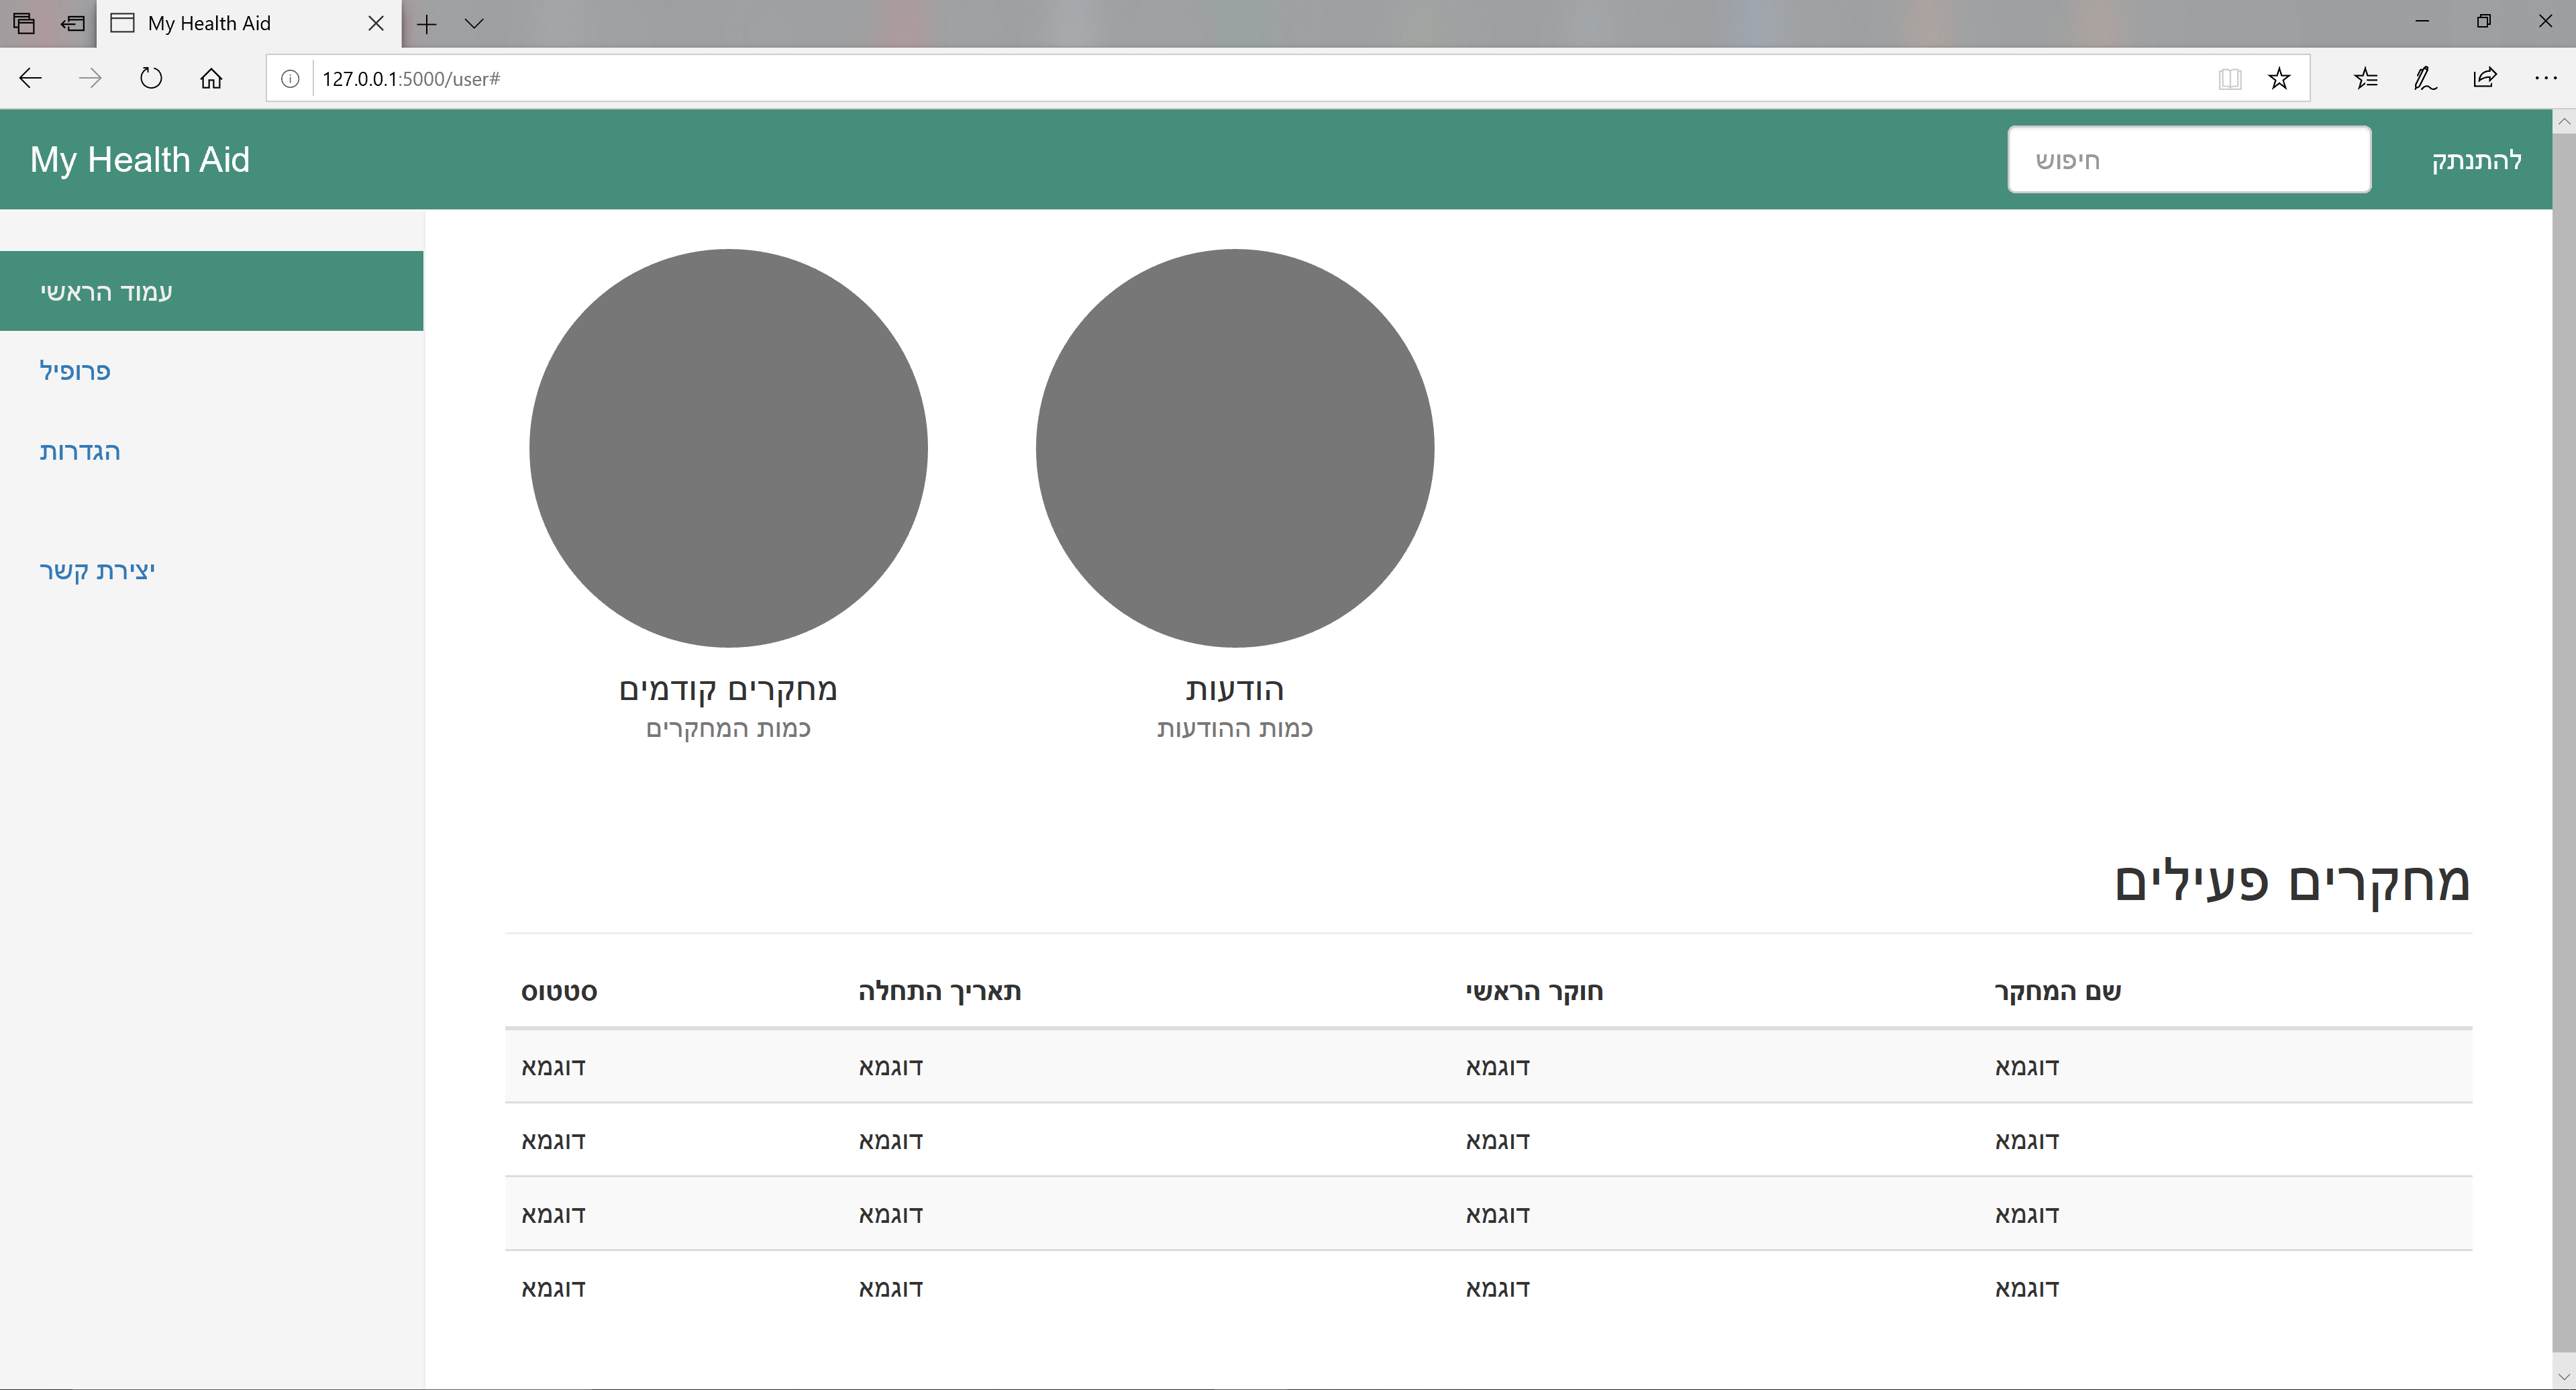 My Health Aid
127.0.0.1:5000/user#
My Health Aid
חיפוש
להתנתק
עמוד הראשי
פרופיל
הגדרות
יצירת קשר
הודעות
כמות ההודעות
מחקרים קודמים
כמות המחקרים
מחקרים פעילים
שם המחקר חוקר הראשי תאריך התחלה סטטוס
דוגמא דוגמא דוגמא דוגמא
דוגמא דוגמא דוגמא דוגמא
דוגמא דוגמא דוגמא דוגמא
דוגמא דוגמא דוגמא דוגמא